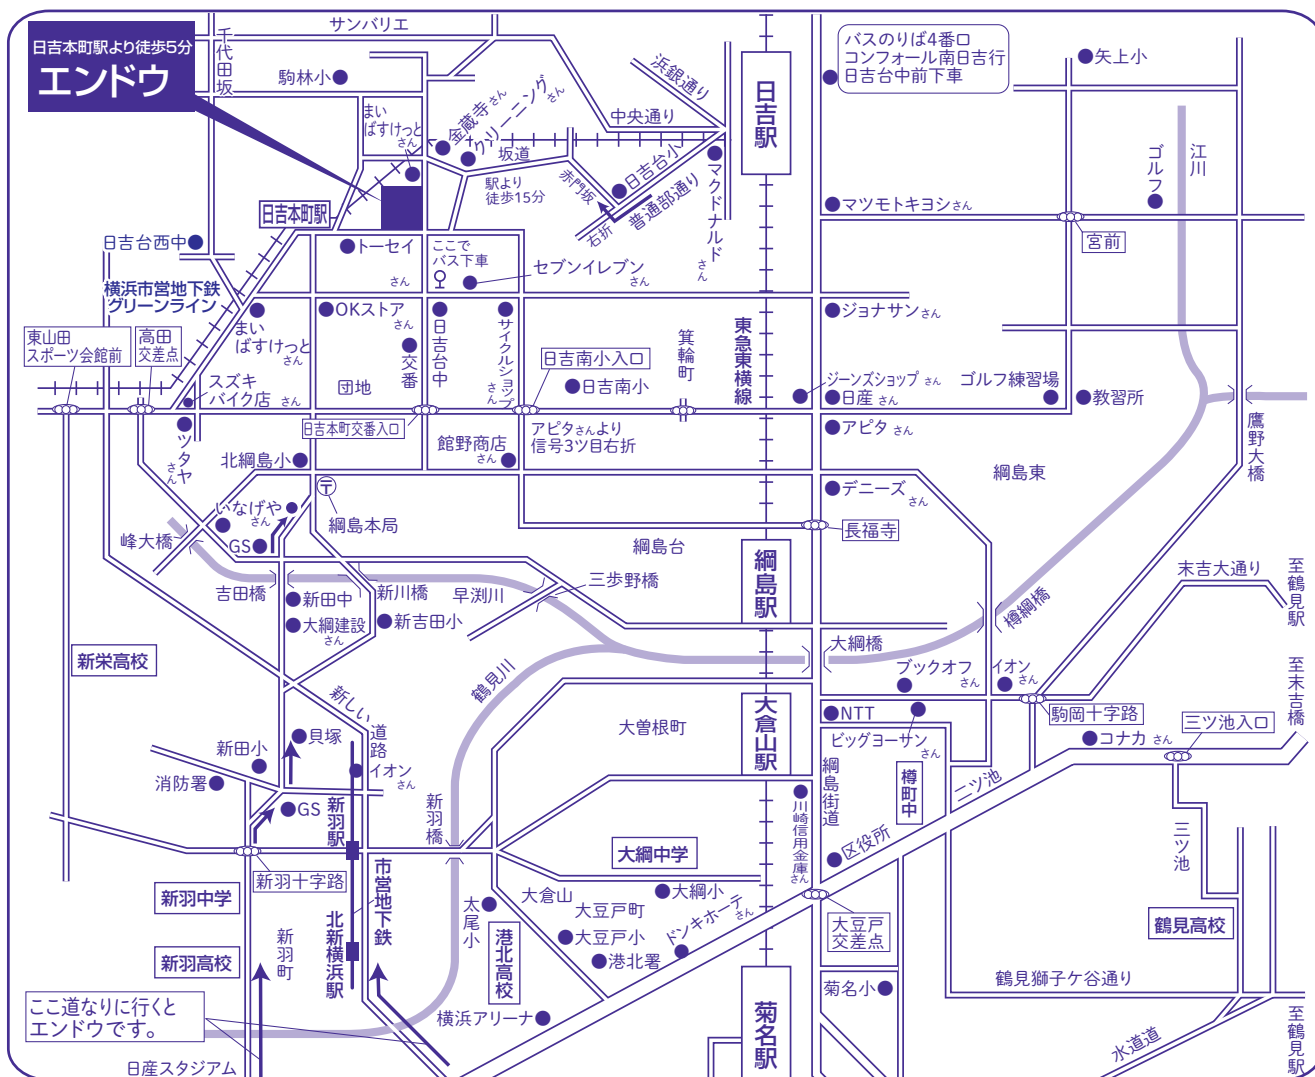 日吉本町駅より徒歩5分
エンドウ
千代田坂
サンバリエ
駒林小
まい
ばすけっと
さん
金蔵寺さん
クリーニングさん
坂道
駅より
徒歩15分
赤門坂
日吉台小
普通部通り
右折
中央通り
浜銀通り
マクドナルド
さん
日吉駅
バスのりば4番口
コンフォール南日吉行
日吉台中前下車
矢上小
ゴルフ
江川
マツモトキヨシさん
宮前
日吉本町駅
日吉台西中
横浜市営地下鉄
グリーンライン
トーセイ
さん
ここで
バス下車
セブンイレブン
さん
東山田
スポーツ会館前
高田
交差点
まい
ばすけっと
さん
OKストア
さん
交番
日吉台中
サイクルショップ
さん
日吉南小入口
日吉南小
箕輪町
東急東横線
ジョナサンさん
ジーンズショップさん
日産さん
ゴルフ練習場
教習所
スズキ
バイク店さん
団地
日吉本町交番入口
アピタさんより
信号3ツ目右折
アピタさん
鷹野大橋
ツタヤ
さん
北綱島小
館野商店
さん
綱島東
デニーズ
さん
いなげや
さん
綱島本局
長福寺
峰大橋
GS
綱島台
綱島駅
末吉大通り
至鶴見駅
吉田橋
新川橋
早渕川
三歩野橋
新田中
大綱建設
さん
新吉田小
樽綱橋
大綱橋
新栄高校
鶴見川
ブックオフ
さん
イオン
さん
至末吉橋
新しい道路
大曽根町
大倉山駅
NTT
駒岡十字路
三ツ池入口
ビッグヨーサン
さん
コナカさん
新田小
貝塚
消防署
イオン
さん
GS
新羽駅
新羽橋
綱島街道
樽町中
二ツ池
川崎信用金庫
さん
三ツ池
区役所
大綱中学
新羽十字路
市営地下鉄
新羽中学
大倉山
大綱小
大豆戸町
ドンキホーテ
さん
太尾小
港北高校
大豆戸小
大豆戸
交差点
鶴見高校
新羽町
北新横浜駅
新羽高校
港北署
鶴見獅子ケ谷通り
菊名小
ここ道なりに行くと
エンドウです。
横浜アリーナ
菊名駅
至鶴見駅
水道道
日産スタジアム